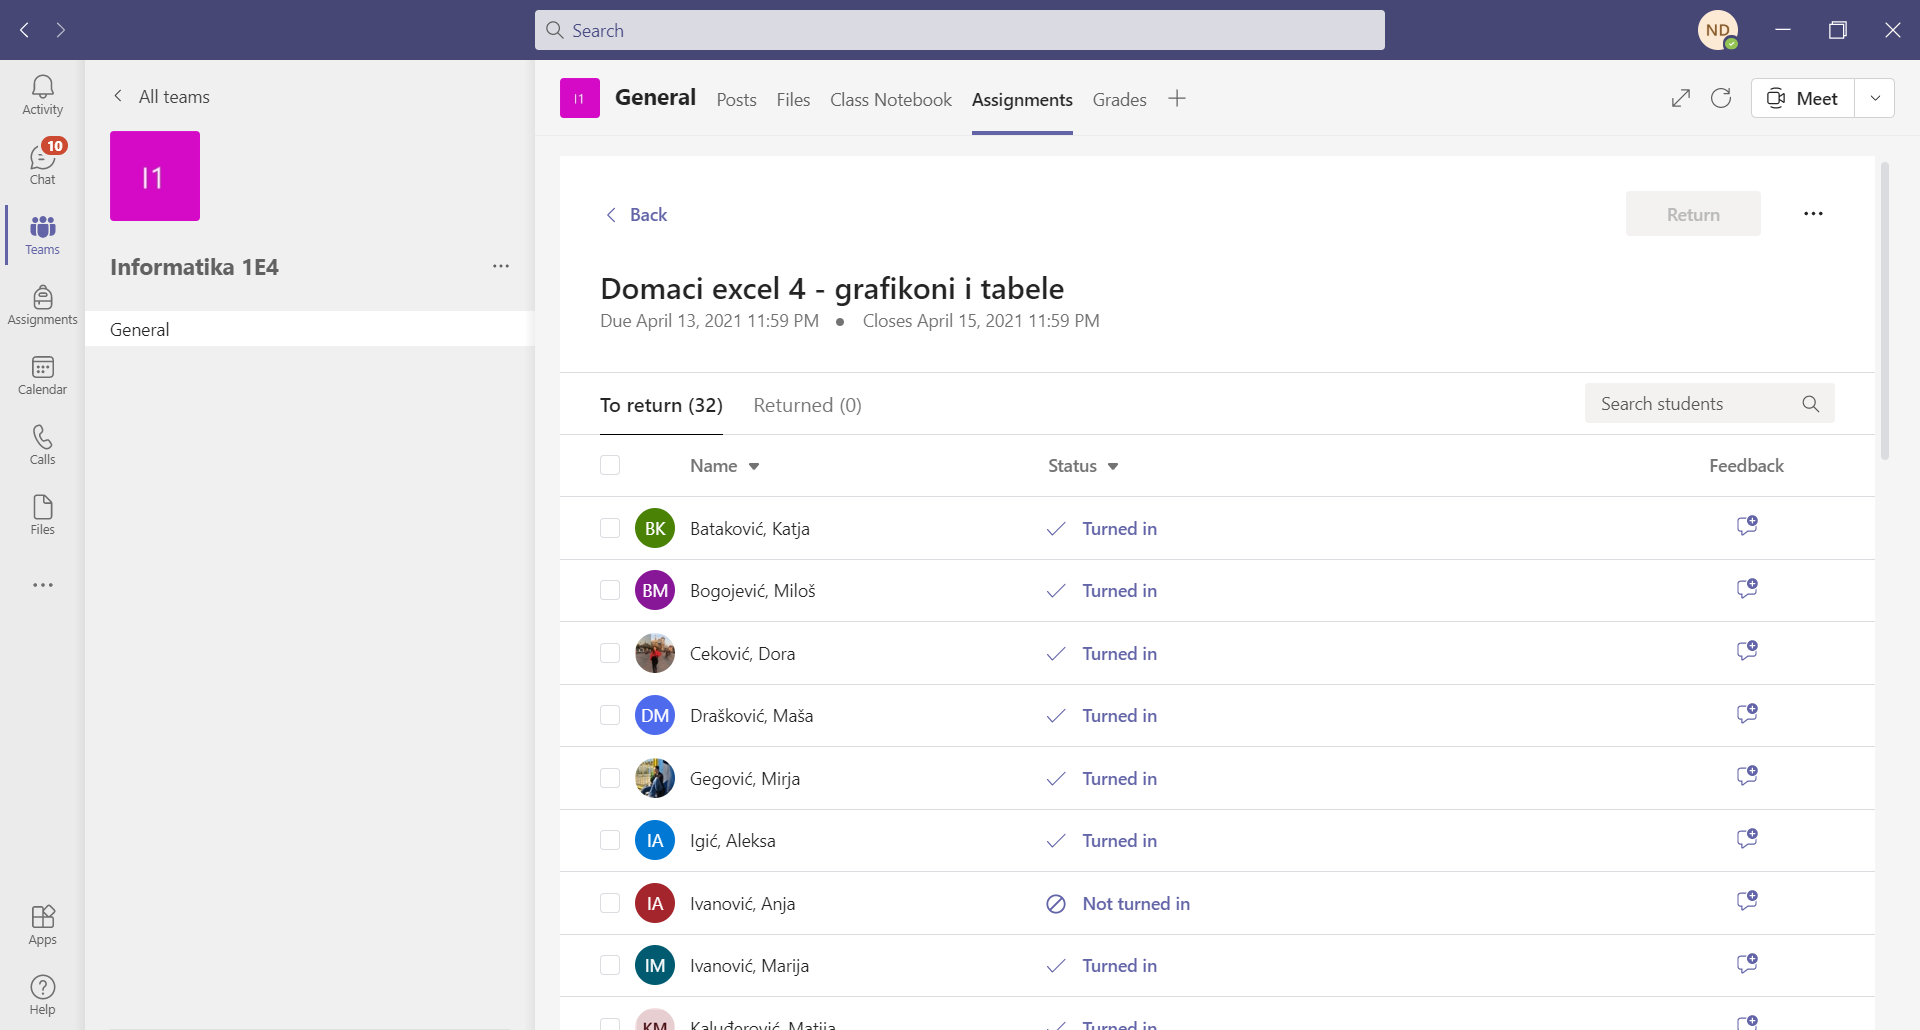 Search
ND
Activity
10
Chat
Teams
Assignments
Calendar
Calls
Files
Apps
Help
All teams
I1
Informatika 1E4
General
I1
General
Posts
Files
Class Notebook
Assignments
Grades
Meet
Back
Return
Domaci excel 4 - grafikoni i tabele
Due April 13, 2021 11:59 PM • Closes April 15, 2021 11:59 PM
To return (32)
Returned (0)
Search students
Name
Status
Feedback
BK Bataković, Katja Turned in
BM Bogojević, Miloš Turned in
Ceković, Dora Turned in
DM Drašković, Maša Turned in
Gegović, Mirja Turned in
IA Igić, Aleksa Turned in
IA Ivanović, Anja Not turned in
IM Ivanović, Marija Turned in
KM Kaluđerović, Matija Turned in